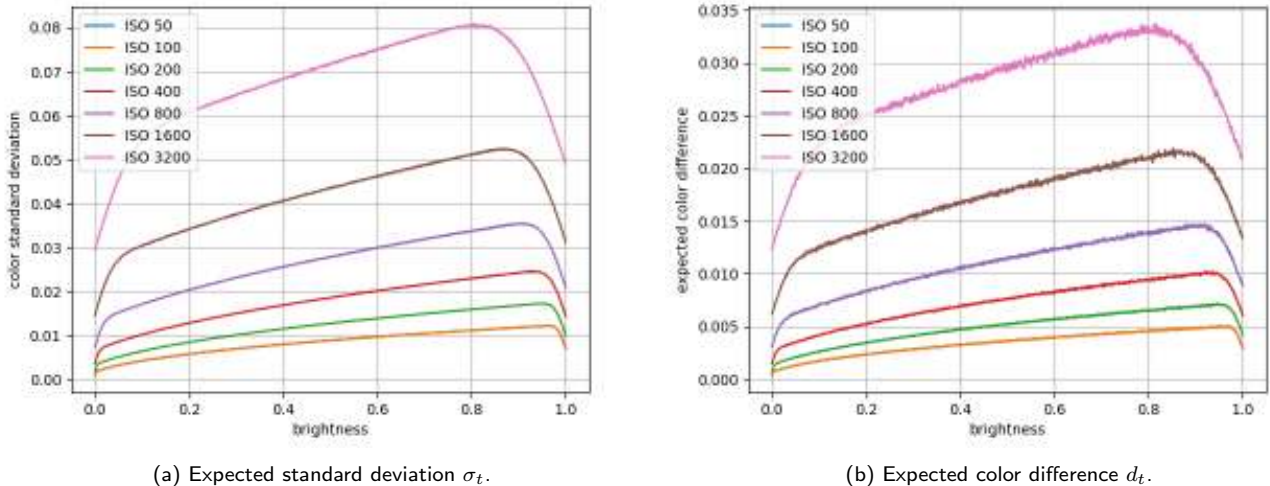 0.08
0.07
0.06
0.05
0.04
0.03
0.02
0.01
0.00
color standard deviation
ISO 50
ISO 100
ISO 200
ISO 400
ISO 800
ISO 1600
ISO 3200
0.0 0.2 0.4 0.6 0.8 1.0
brightness
(a) Expected standard deviation σt.
0.035
0.030
0.025
0.020
0.015
0.010
0.005
0.000
expected color difference
ISO 50
ISO 100
ISO 200
ISO 400
ISO 800
ISO 1600
ISO 3200
0.0 0.2 0.4 0.6 0.8 1.0
brightness
(b) Expected color difference dt.